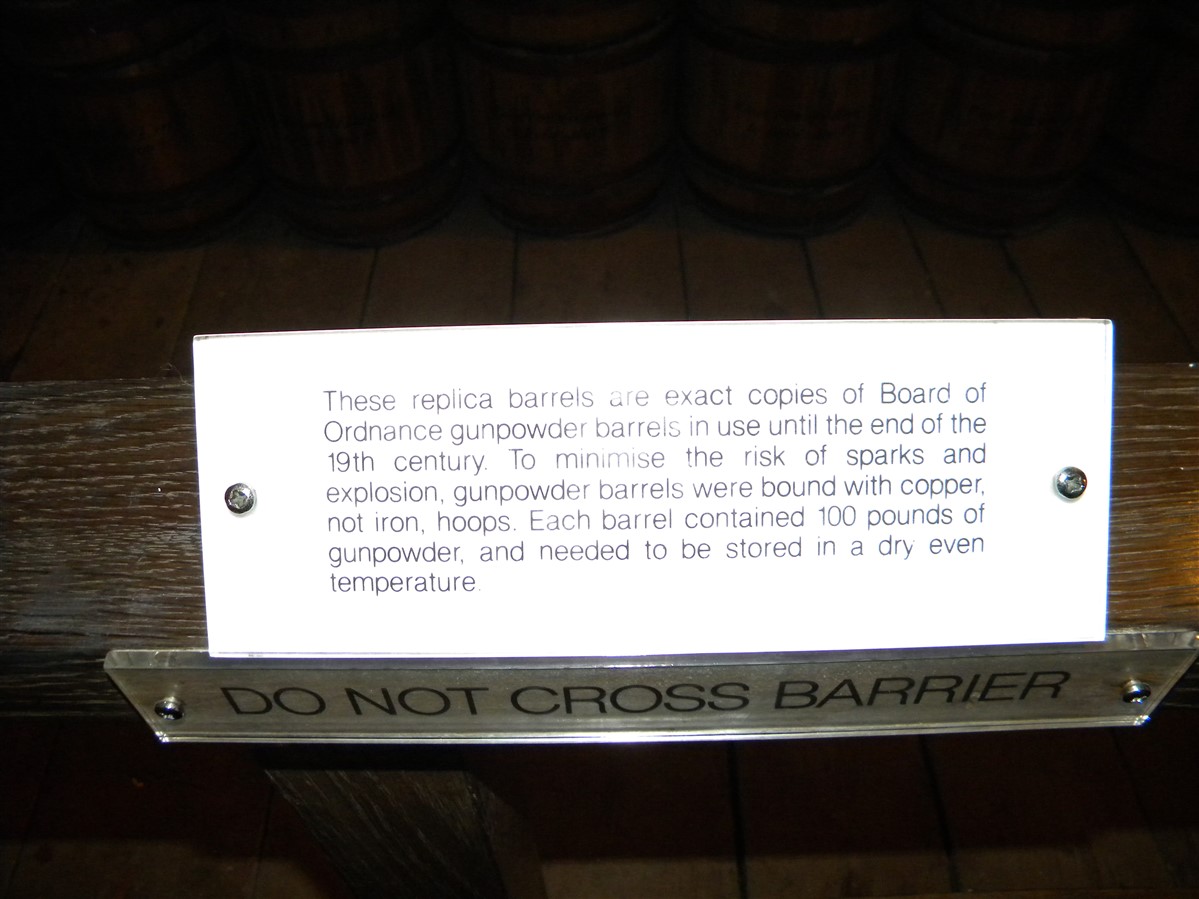 These replica barrels are exact copies of Board of
Ordnance gunpowder barrels in use until the end of the
19th century. To minimise the risk of sparks and
explosion, gunpowder barrels were bound with copper,
not iron, hoops. Each barrel contained 100 pounds of
gunpowder, and needed to be stored in a dry even
temperature.
DO NOT CROSS BARRIER